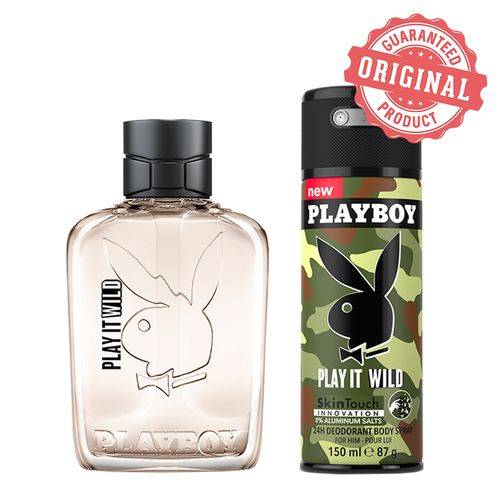 GUARANTEED
ORIGINAL
PRODUCT
PLAY IT WILD
PLAYBOY
new
PLAYBOY
PLAY IT WILD
SkinTouch
INNOVATION
0% ALUMINUM SALTS
24H DEODORANT BODY SPRAY
FOR HIM - POUR LUI
150 ml e 87 g